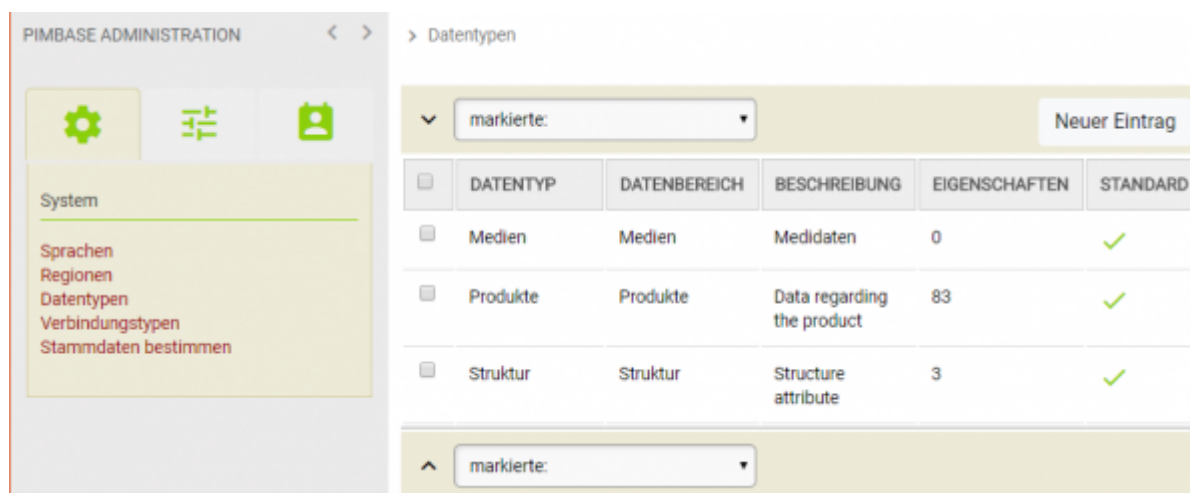 PIMBASE ADMINISTRATION
Datentypen
markierte:
Neuer Eintrag
System
Sprachen
Regionen
Datentypen
Verbindungstypen
Stammdaten bestimmen
DATENTYP DATENBEREICH BESCHREIBUNG EIGENSCHAFTEN STANDARD
Medien Medien Medidaten 0
Produkte Produkte Data regarding 83
the product
Struktur Struktur Structure 3
attribute
markierte: